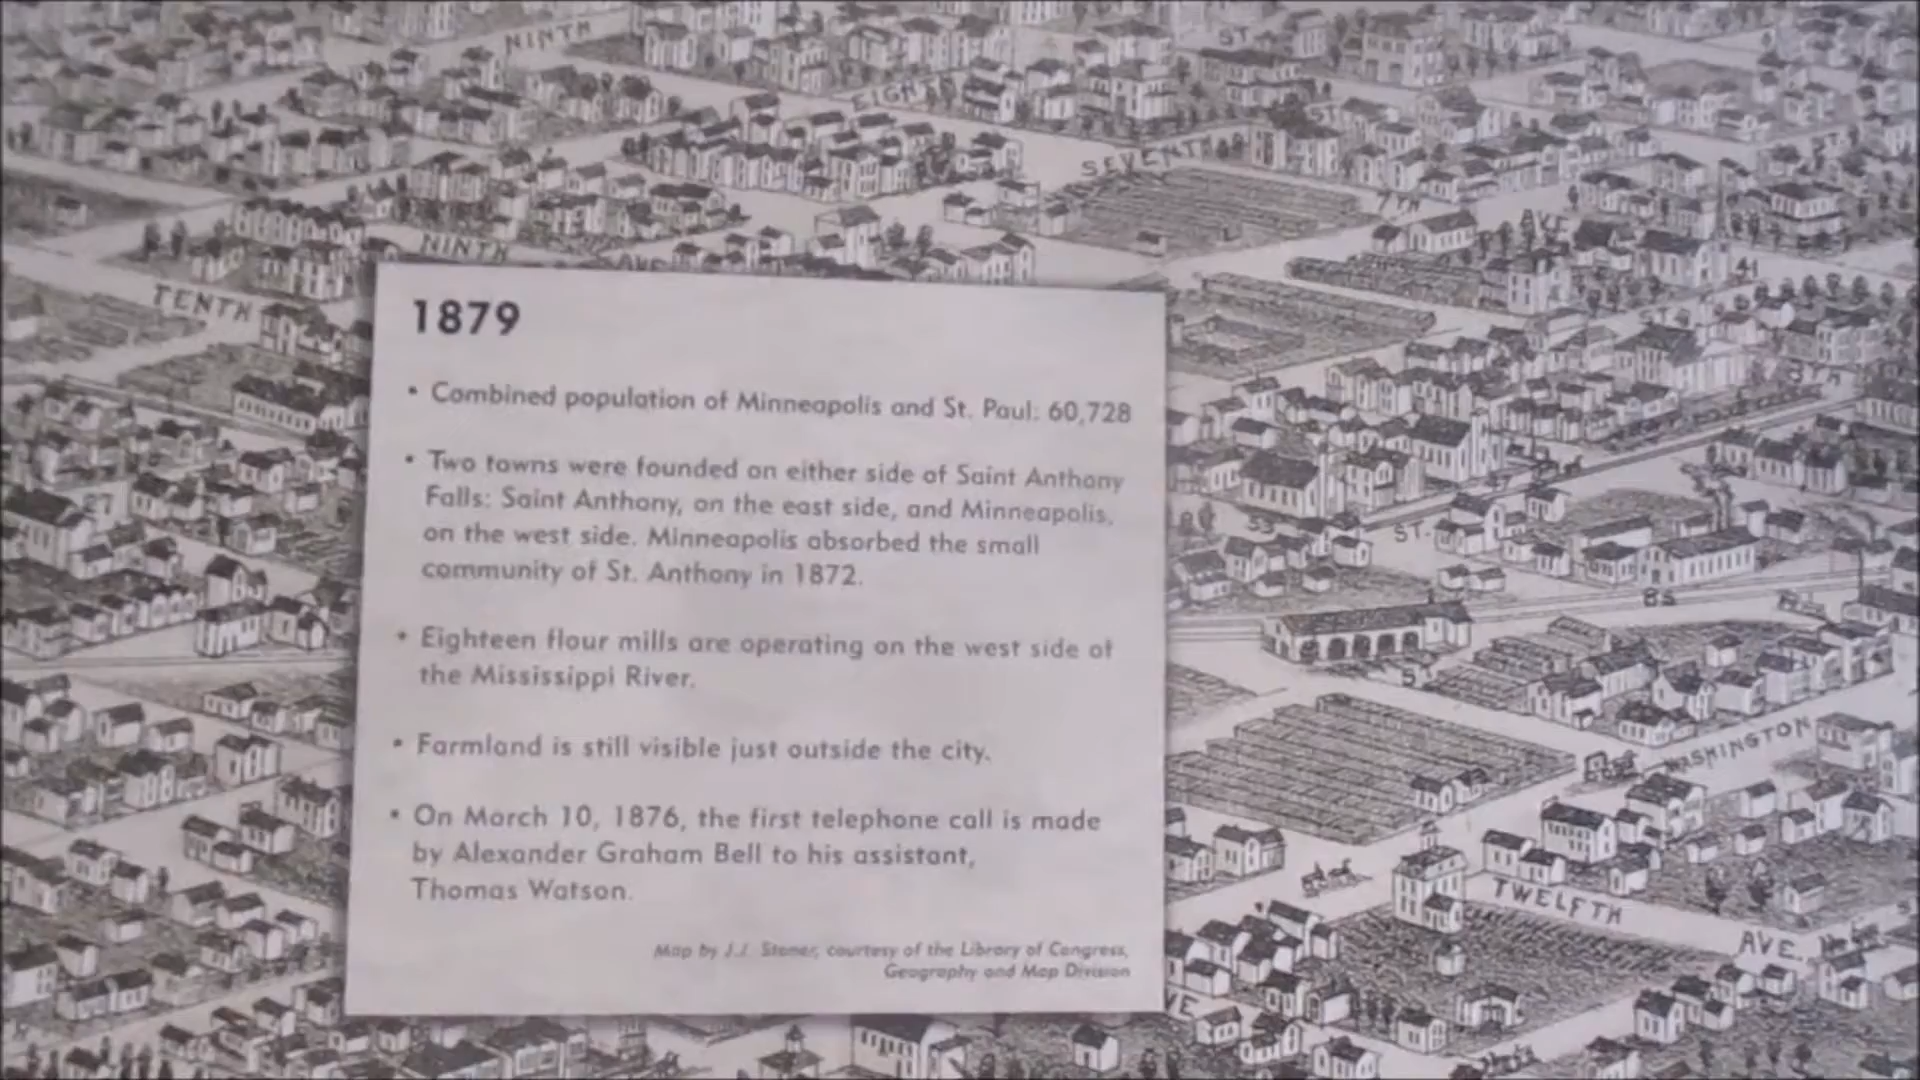 NINTH
ST.
EIGHTH
SEVENTH
7TH
AVE
NINTH
AVE
TENTH
1879
• Combined population of Minneapolis and St. Paul: 60,728
• Two towns were founded on either side of Saint Anthony
Falls: Saint Anthony, on the east side, and Minneapolis,
on the west side. Minneapolis absorbed the small
community of St. Anthony in 1872.
ST.
• Eighteen flour mills are operating on the west side of
the Mississippi River.
85
• Farmland is still visible just outside the city.
WASHINGTON
• On March 10, 1876, the first telephone call is made
by Alexander Graham Bell to his assistant,
Thomas Watson.
TWELFTH
AVE.
Map by J.J. Stoner, courtesy of the Library of Congress,
Geography and Map Division